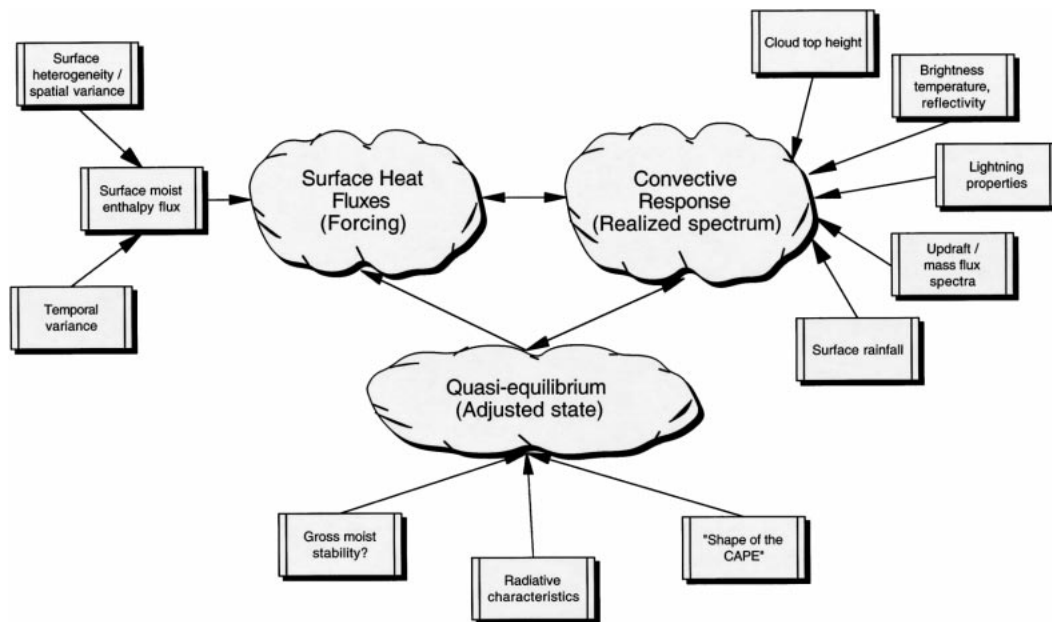 Surface
heterogeneity /
spatial variance
Surface moist
enthalpy flux
Temporal
variance
Surface Heat
Fluxes
(Forcing)
Convective
Response
(Realized spectrum)
Cloud top height
Brightness
temperature,
reflectivity
Lightning
properties
Updraft /
mass flux
spectra
Surface rainfall
Quasi-equilibrium
(Adjusted state)
Gross moist
stability?
Radiative
characteristics
"Shape of the
CAPE"